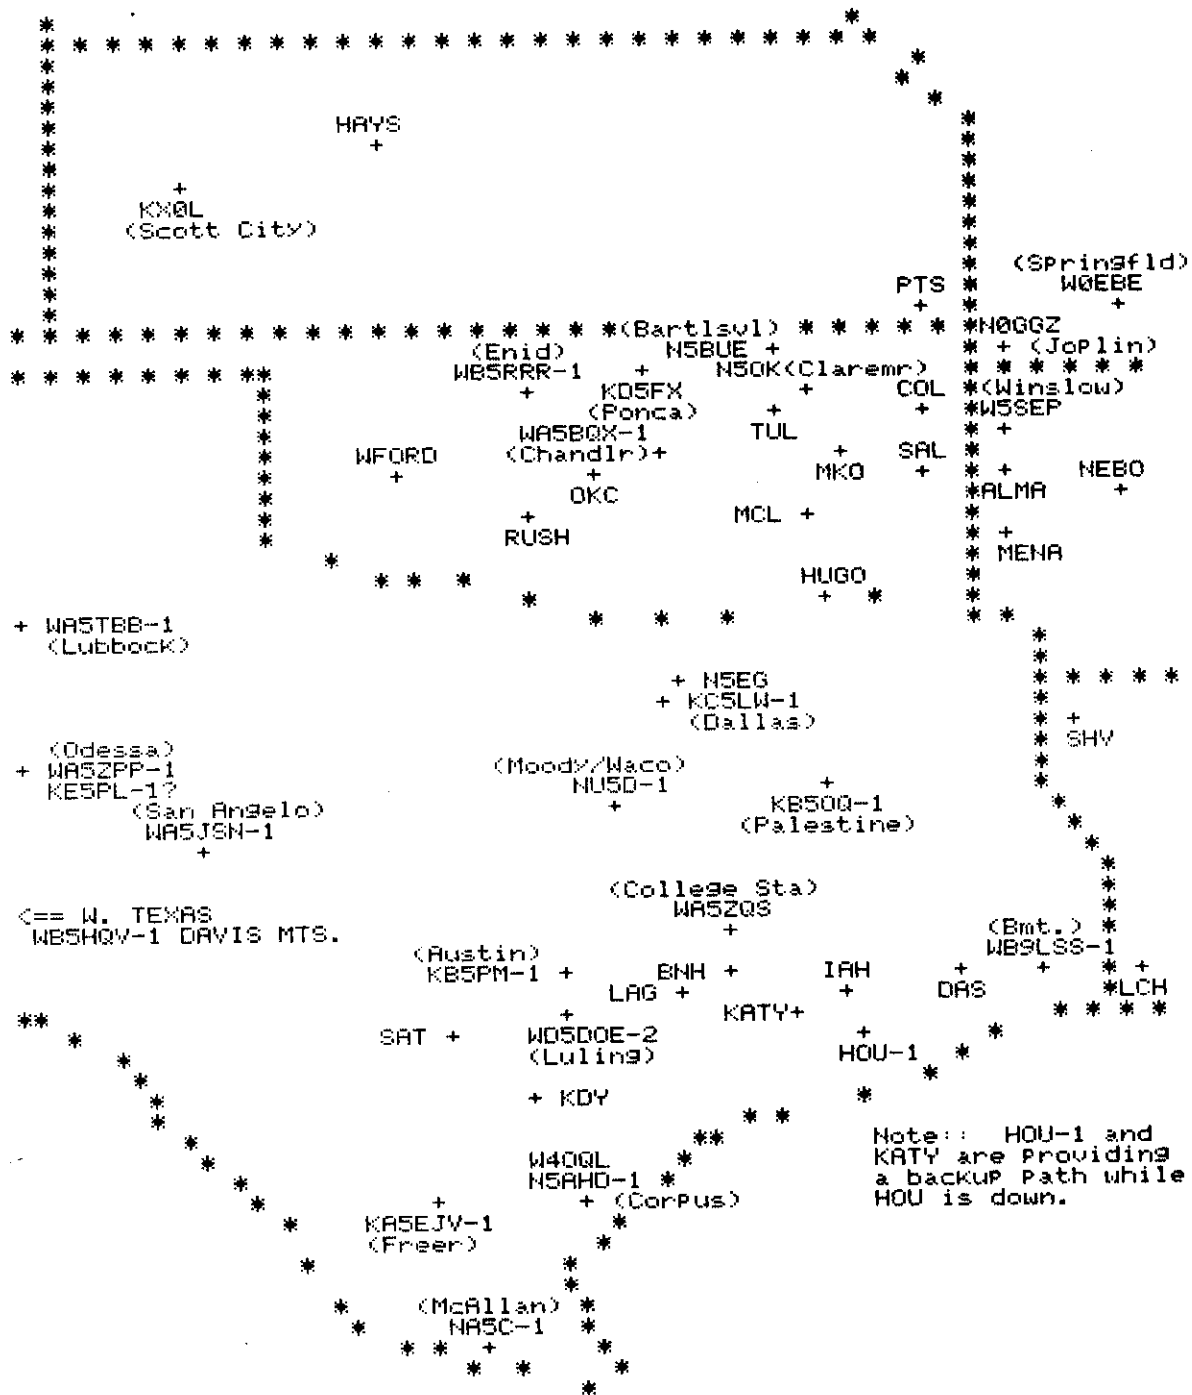 HAYS
KX0L
(Scott City)
(Springfld)
PTS W0EBE
(Bartlsvl) N0GGZ
(Enid) N5BUE (Joplin)
WB5RRR-1 N5OK(Claremr)
KD5FX COL (Winslow)
(Ponca) W5SEP
WA5BQX-1 TUL
WFORD (Chandlr) SAL
MKO NEBO
OKC ALMA
MCL
RUSH
MENA
HUGO
WA5TBB-1
(Lubbock)
N5EG
KC5LW-1
(Dallas)
SHV
(Odessa)
WA5ZPP-1 (Moody/Waco)
KE5PL-1? NU5D-1
(San Angelo) KB5OQ-1
WA5JSN-1 (Palestine)
(College Sta)
<== W. TEXAS WA5ZQS
WB5HQV-1 DAVIS MTS. (Bmt.)
(Austin) WB9LSS-1
KB5PM-1 BNH IAH
LAG DAS LCH
KATY
SAT WD5DOE-2
(Luling) HOU-1
KDY
Note:: HOU-1 and
W4OQL KATY are providing
N5AHD-1 a backup path while
(Corpus) HOU is down.
KA5EJV-1
(Freer)
(McAllan)
NA5C-1